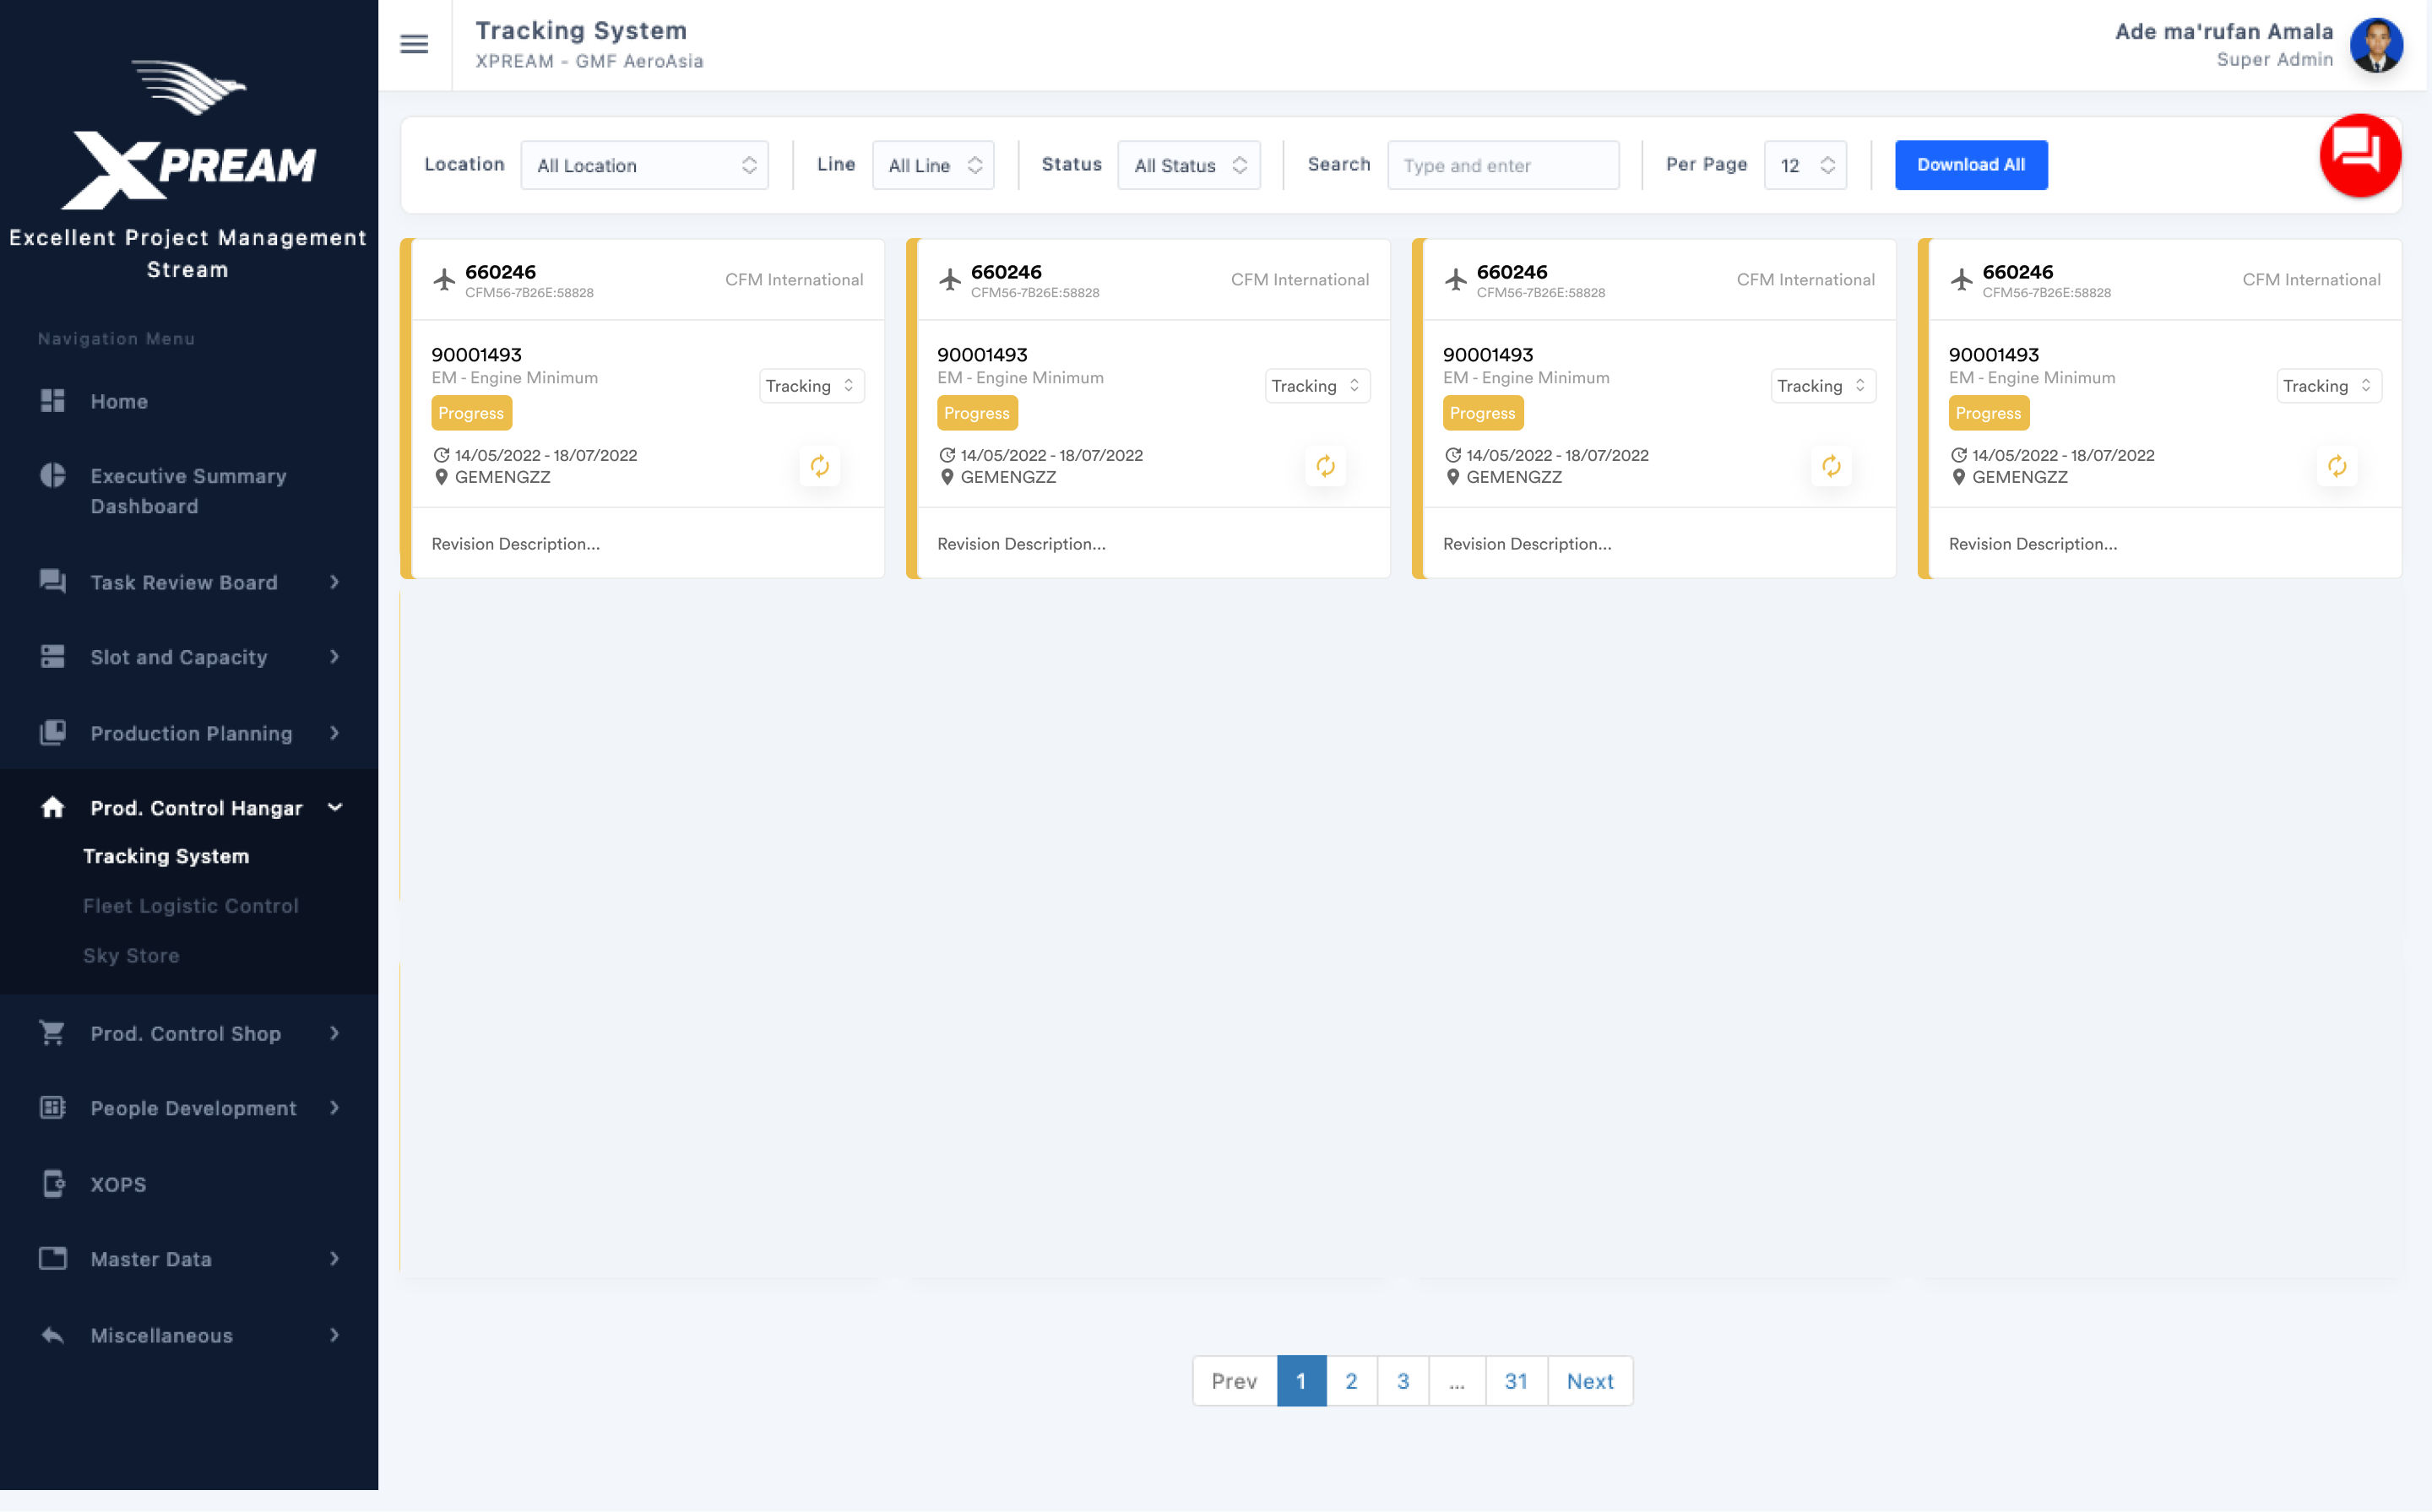 XPREAM
Excellent Project Management
Stream
Navigation Menu
Home
Executive Summary
Dashboard
Task Review Board
Slot and Capacity
Production Planning
Prod. Control Hangar
Tracking System
Fleet Logistic Control
Sky Store
Prod. Control Shop
People Development
XOPS
Master Data
Miscellaneous
Tracking System
XPREAM - GMF AeroAsia
Ade ma'rufan Amala
Super Admin
Location All Location Line All Line Status All Status Search Type and enter Per Page 12 Download All
660246
CFM56-7B26E:58828
CFM International
90001493
EM - Engine Minimum
Tracking
Progress
14/05/2022 - 18/07/2022
GEMENGZZ
Revision Description...
660246
CFM56-7B26E:58828
CFM International
90001493
EM - Engine Minimum
Tracking
Progress
14/05/2022 - 18/07/2022
GEMENGZZ
Revision Description...
660246
CFM56-7B26E:58828
CFM International
90001493
EM - Engine Minimum
Tracking
Progress
14/05/2022 - 18/07/2022
GEMENGZZ
Revision Description...
660246
CFM56-7B26E:58828
CFM International
90001493
EM - Engine Minimum
Tracking
Progress
14/05/2022 - 18/07/2022
GEMENGZZ
Revision Description...
Prev 1 2 3 ... 31 Next